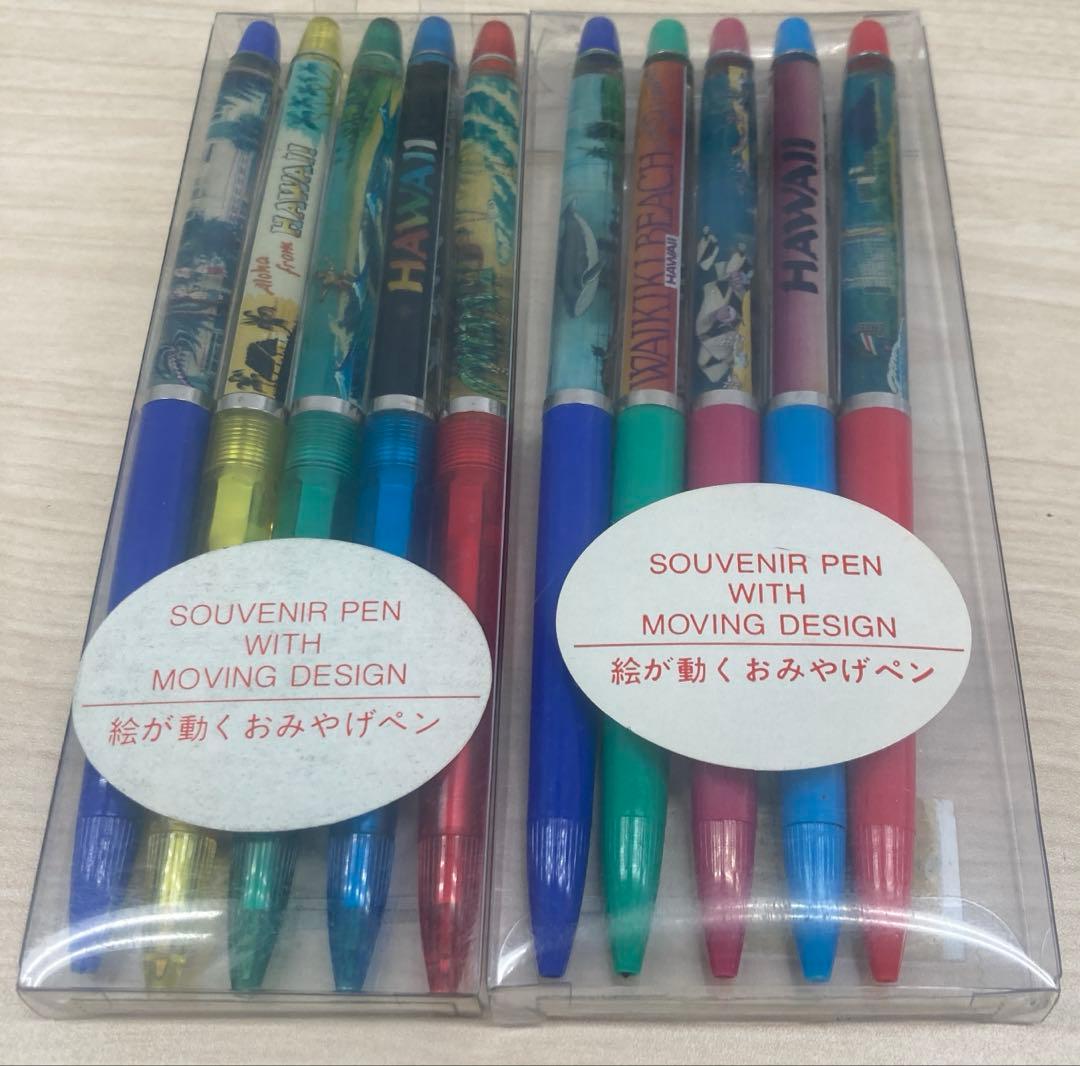 Aloha
from
HAWAII
HAWAII
WAIKIKI BEACH
HAWAII
HAWAII
SOUVENIR PEN
WITH
MOVING DESIGN
絵が動くおみやげペン
SOUVENIR PEN
WITH
MOVING DESIGN
絵が動くおみやげペン